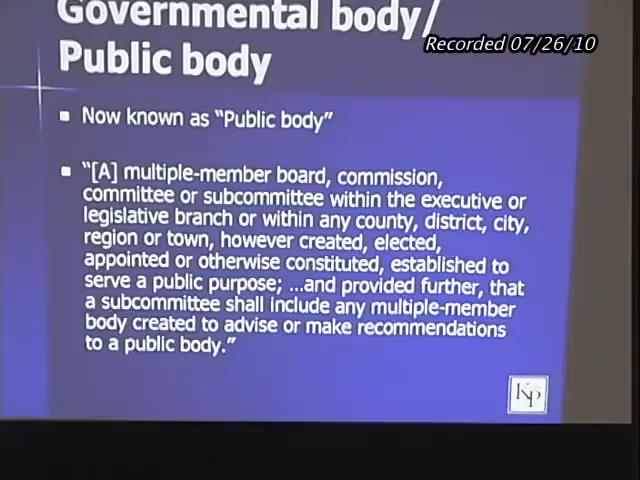 Governmental body/
Recorded 07/26/10
Public body
Now known as “Public body”
“[A] multiple-member board, commission,
committee or subcommittee within the executive or
legislative branch or within any county, district, city,
region or town, however created, elected,
appointed or otherwise constituted, established to
serve a public purpose; ...and provided further, that
a subcommittee shall include any multiple-member
body created to advise or make recommendations
to a public body.”
KP